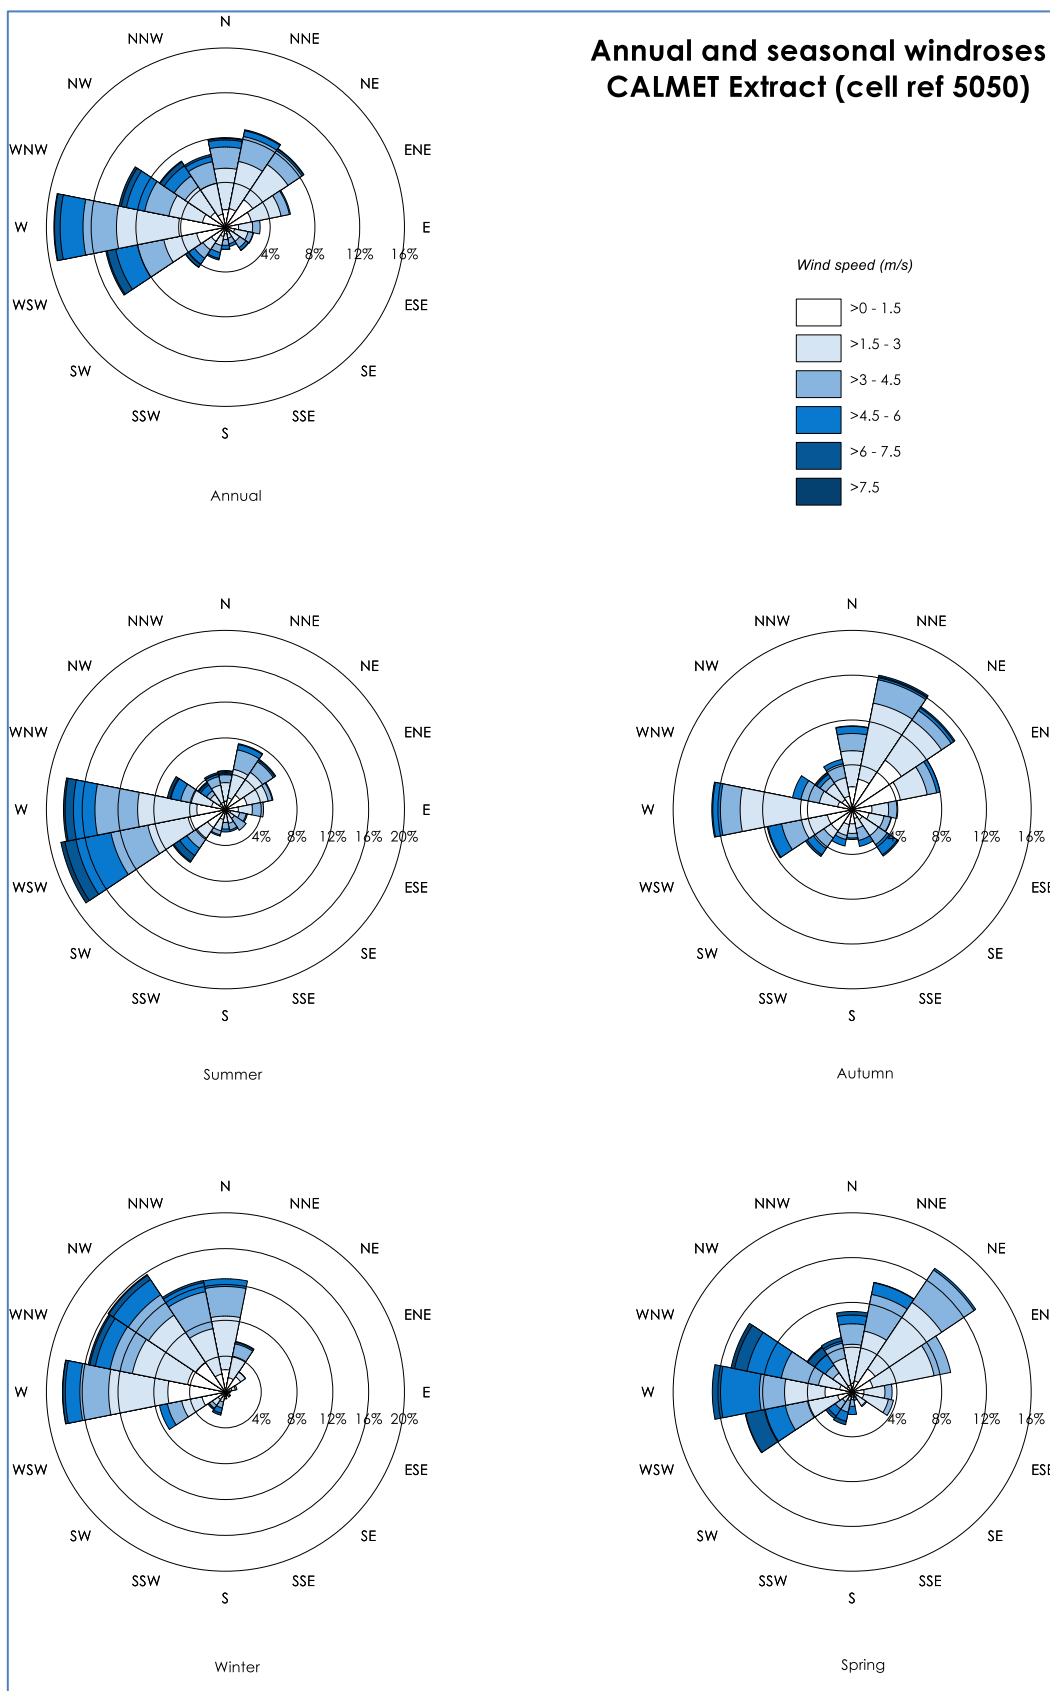 Annual and seasonal windroses
CALMET Extract (cell ref 5050)
N
NNW NNE
NW NE
WNW ENE
W E
4% 8% 12% 16%
WSW ESE
SW SE
SSW SSE
S
Annual
Wind speed (m/s)
>0 - 1.5
>1.5 - 3
>3 - 4.5
>4.5 - 6
>6 - 7.5
>7.5
N
NNW NNE
NW NE
WNW ENE
W E
4% 8% 12% 16% 20%
WSW ESE
SW SE
SSW SSE
S
Summer
N
NNW NNE
NW NE
WNW EN
W
4% 8% 12% 16%
WSW ESE
SW SE
SSW SSE
S
Autumn
N
NNW NNE
NW NE
WNW ENE
W E
4% 8% 12% 16% 20%
WSW ESE
SW SE
SSW SSE
S
Winter
N
NNW NNE
NW NE
WNW EN
W
4% 8% 12% 16%
WSW ESE
SW SE
SSW SSE
S
Spring